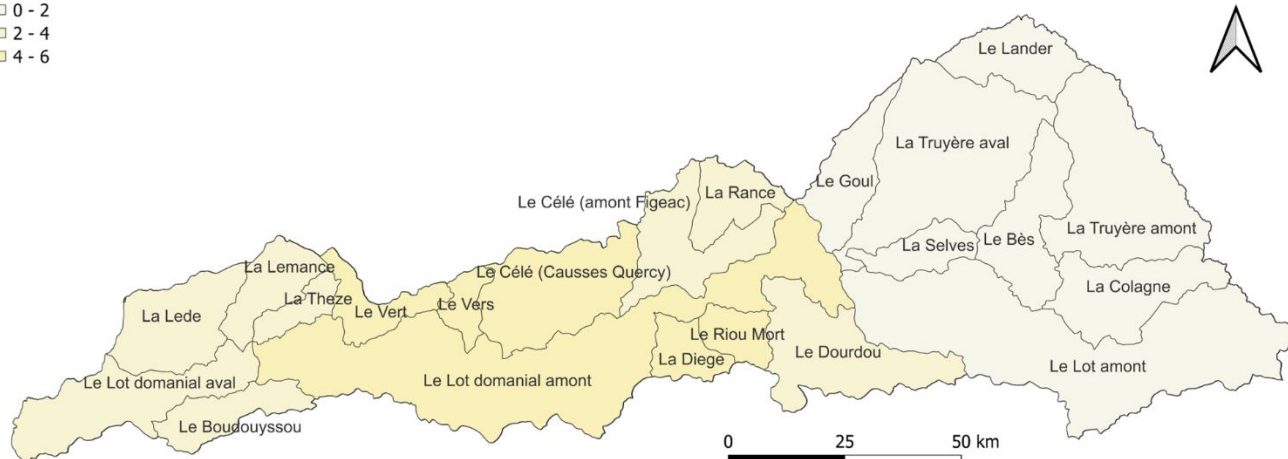 0 - 2
2 - 4
4 - 6
Le Lander
La Truyère aval
Le Goul
La Rance
Le Célé (amont Figeac)
La Truyère amont
Le Bès
La Selves
La Colagne
La Lemance
Le Célé (Causses Quercy)
La Theze
Le Vers
Le Vert
La Lede
Le Riou Mort
Le Dourdou
La Diege
Le Lot amont
Le Lot domanial aval
Le Lot domanial amont
Le Boudouyssou
0 25 50 km